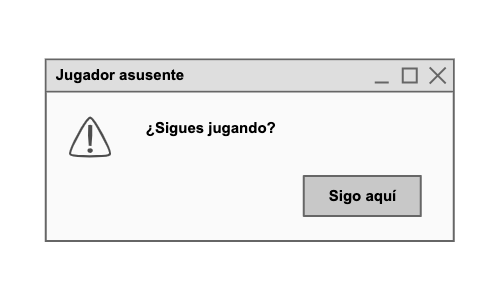 Jugador asusente
¿Sigues jugando?
Sigo aquí